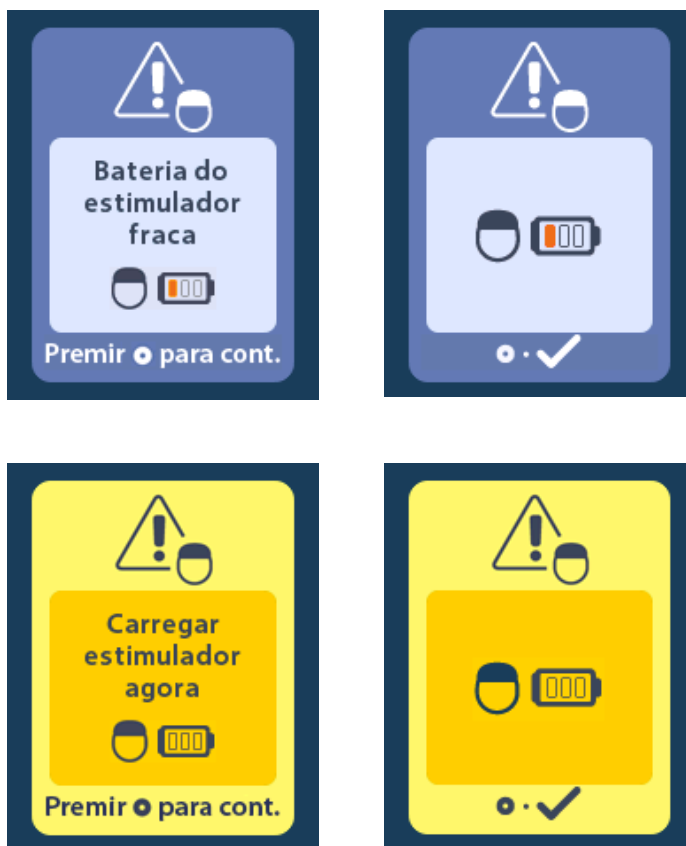 Bateria do
estimulador
fraca
Premir para cont.
Carregar
estimulador
agora
Premir para cont.